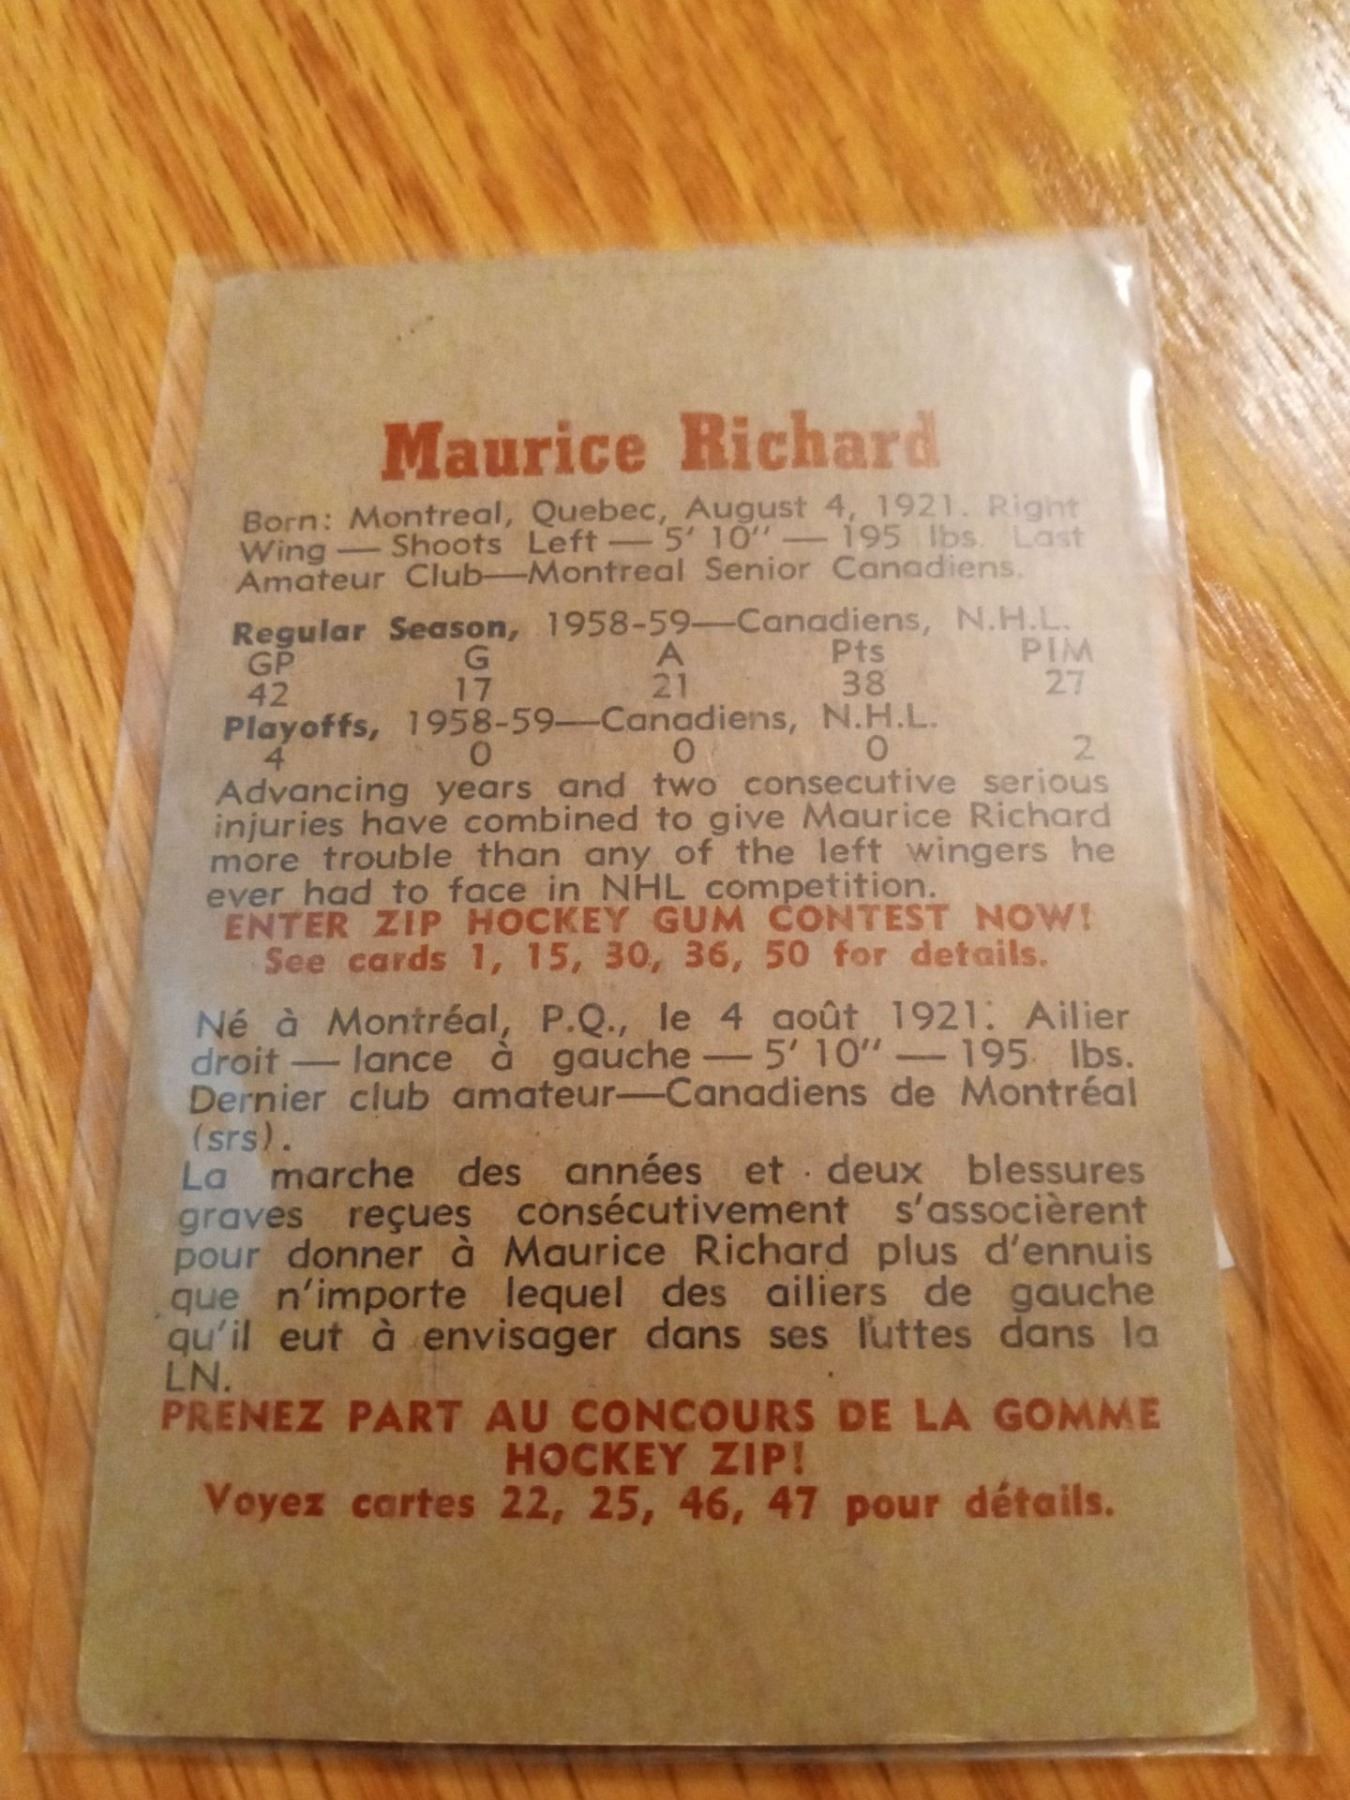 Maurice Richard
Born: Montreal, Quebec, August 4, 1921. Right
Wing — Shoots Left — 5' 10'' — 195 lbs. Last
Amateur Club—Montreal Senior Canadiens.
Regular Season, 1958-59—Canadiens, N.H.L.
GP G A Pts PIM
42 17 21 38 27
Playoffs, 1958-59—Canadiens, N.H.L.
4 0 0 0 2
Advancing years and two consecutive serious
injuries have combined to give Maurice Richard
more trouble than any of the left wingers he
ever had to face in NHL competition.
ENTER ZIP HOCKEY GUM CONTEST NOW!
See cards 1, 15, 30, 36, 50 for details.
Né à Montréal, P.Q., le 4 août 1921. Ailier
droit — lance à gauche — 5' 10'' — 195 lbs.
Dernier club amateur—Canadiens de Montréal
(srs).
La marche des années et deux blessures
graves reçues consécutivement s'associèrent
pour donner à Maurice Richard plus d'ennuis
que n'importe lequel des ailiers de gauche
qu'il eut à envisager dans ses luttes dans la
LN.
PRENEZ PART AU CONCOURS DE LA GOMME
HOCKEY ZIP!
Voyez cartes 22, 25, 46, 47 pour détails.